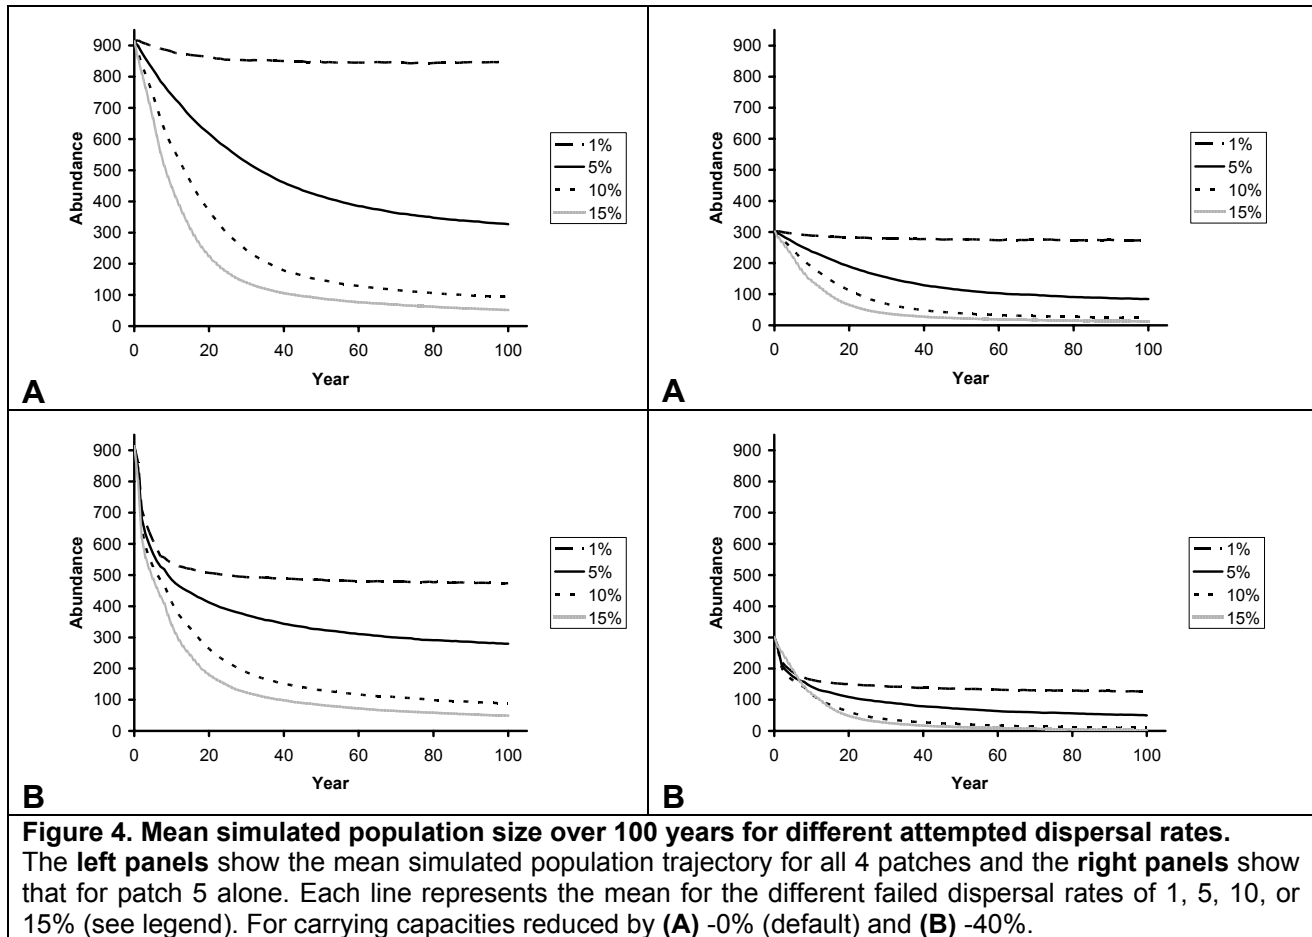 900
800
700
600
500
400
300
200
100
0
Abundance
0 20 40 60 80 100
Year
1%
5%
10%
15%
A
900
800
700
600
500
400
300
200
100
0
Abundance
0 20 40 60 80 100
Year
1%
5%
10%
15%
A
900
800
700
600
500
400
300
200
100
0
Abundance
0 20 40 60 80 100
Year
1%
5%
10%
15%
B
900
800
700
600
500
400
300
200
100
0
Abundance
0 20 40 60 80 100
Year
1%
5%
10%
15%
B
Figure 4. Mean simulated population size over 100 years for different attempted dispersal rates.
The left panels show the mean simulated population trajectory for all 4 patches and the right panels show
that for patch 5 alone. Each line represents the mean for the different failed dispersal rates of 1, 5, 10, or
15% (see legend). For carrying capacities reduced by (A) -0% (default) and (B) -40%.